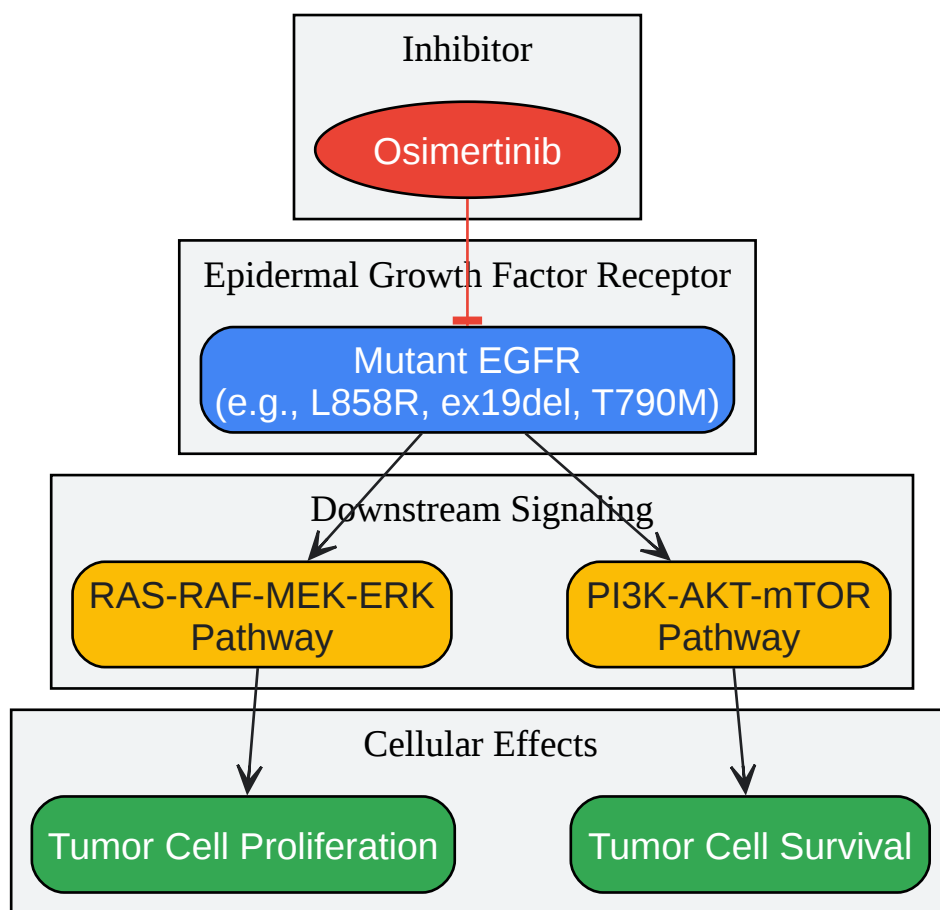 Inhibitor
Osimertinib
Epidermal Growth Factor Receptor
Mutant EGFR
(e.g., L858R, ex19del, T790M)
Downstream Signaling
RAS-RAF-MEK-ERK
Pathway
PI3K-AKT-mTOR
Pathway
Cellular Effects
Tumor Cell Proliferation
Tumor Cell Survival